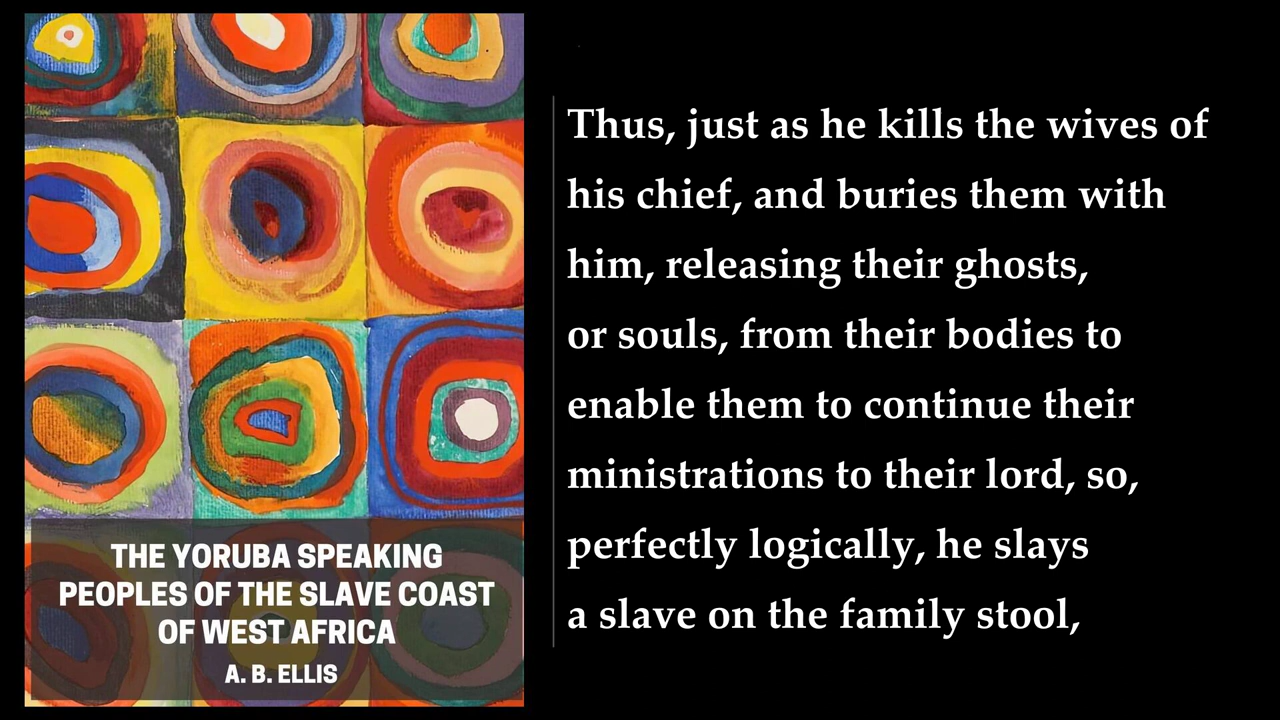 THE YORUBA SPEAKING
PEOPLES OF THE SLAVE COAST
OF WEST AFRICA
A. B. ELLIS
Thus, just as he kills the wives of
his chief, and buries them with
him, releasing their ghosts,
or souls, from their bodies to
enable them to continue their
ministrations to their lord, so,
perfectly logically, he slays
a slave on the family stool,